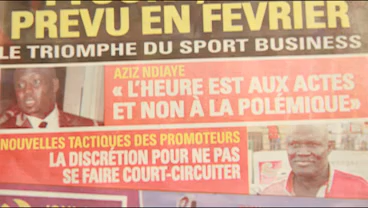 PREVU EN FEVRIER
LE TRIOMPHE DU SPORT BUSINESS
AZIZ NDIAYE
« L'HEURE EST AUX ACTES
ET NON À LA POLÉMIQUE»
NOUVELLES TACTIQUES DES PROMOTEURS
LA DISCRÉTION POUR NE PAS
SE FAIRE COURT-CIRCUITER